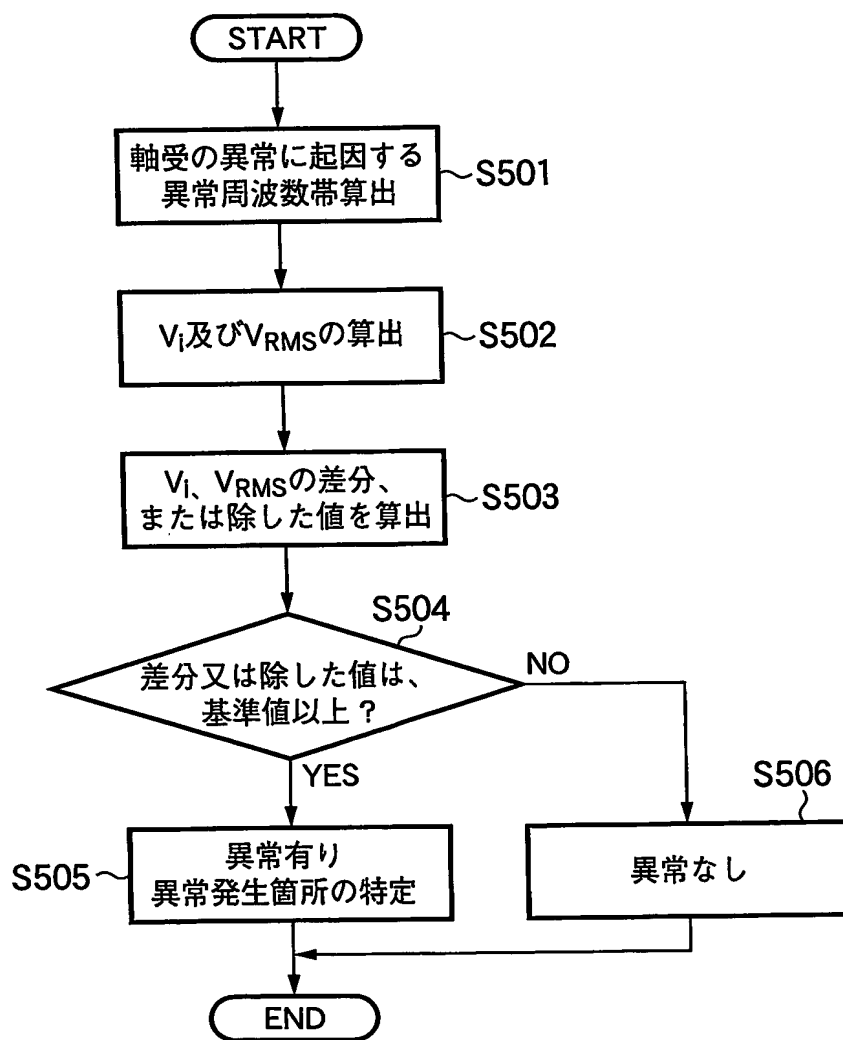 START
軸受の異常に起因する
異常周波数帯算出
S501
Vi及びVRMSの算出
S502
Vi、VRMSの差分、
または除した値を算出
S503
S504
差分又は除した値は、
基準値以上？
NO
YES
S506
異常有り
異常発生箇所の特定
S505
異常なし
END